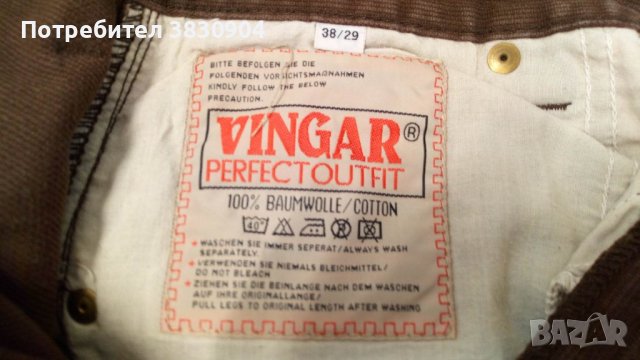 Потребител 3830904
38/29
BITTE BEFOLGEN SIE DIE
FOLGENDEN VORSICHTSMAßNAHMEN
KINDLY FOLLOW THE BELOW
PRECAUTION.
VINGAR®
PERFECTOUTFIT
100% BAUMWOLLE/COTTON
40°
WASCHEN SIE IMMER SEPERAT/ALWAYS WASH
SEPARATELY.
VERWENDEN SIE NIEMALS BLEICHMITTEL/
DO NOT BLEACH
ZIEHEN SIE DIE BEINLANGE NACH DEM WASCHEN
AUF IHRE ORIGINALLANGE/
PULL LEGS TO ORIGINAL LENGTH AFTER WASHING
BAZAR